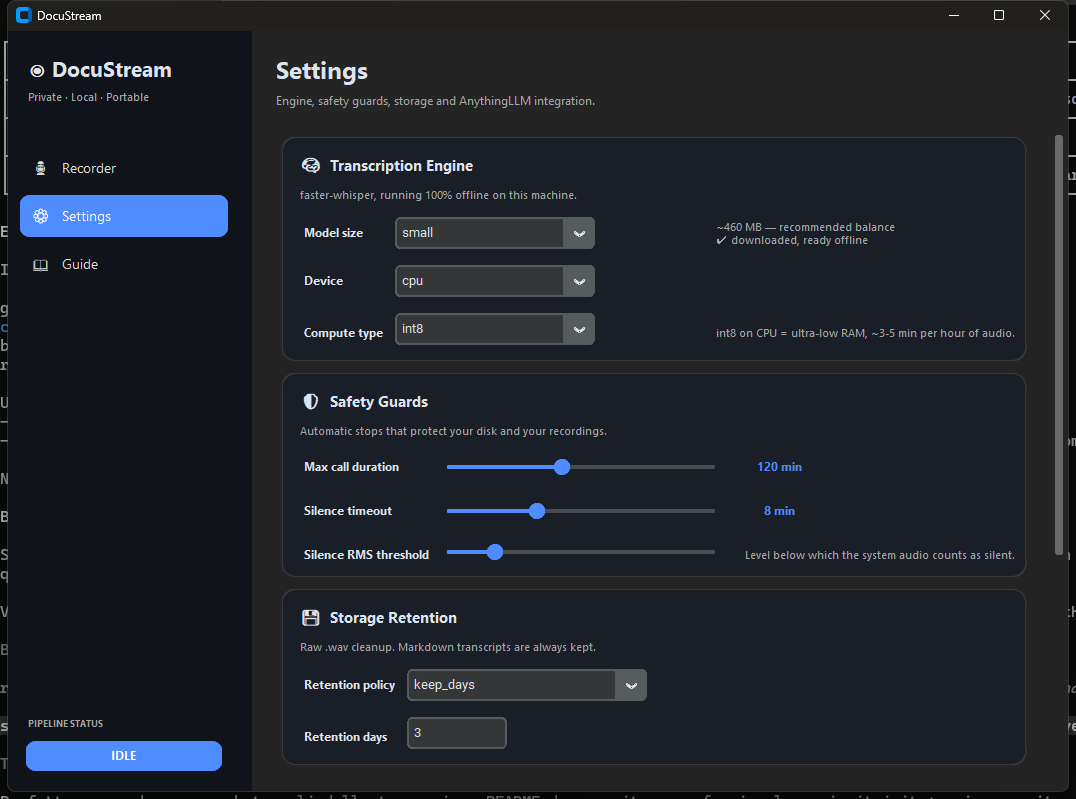 DocuStream
DocuStream
Private · Local · Portable
Recorder
Settings
Guide
PIPELINE STATUS
IDLE
Settings
Engine, safety guards, storage and AnythingLLM integration.
Transcription Engine
faster-whisper, running 100% offline on this machine.
Model size
small
~460 MB — recommended balance
✓ downloaded, ready offline
Device
cpu
Compute type
int8
int8 on CPU = ultra-low RAM, ~3-5 min per hour of audio.
Safety Guards
Automatic stops that protect your disk and your recordings.
Max call duration
120 min
Silence timeout
8 min
Silence RMS threshold
Level below which the system audio counts as silent.
Storage Retention
Raw .wav cleanup. Markdown transcripts are always kept.
Retention policy
keep_days
Retention days
3